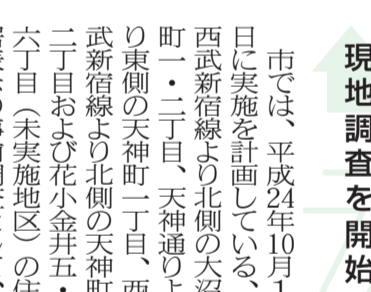 現地調査を開始
市では、平成24年10月1
日に実施を計画している、
西武新宿線より北側の大沼
町一・二丁目、天神通りよ
り東側の天神町一丁目、西
武新宿線より北側の天神町
二丁目および花小金井五・
六丁目（未実施地区）の住